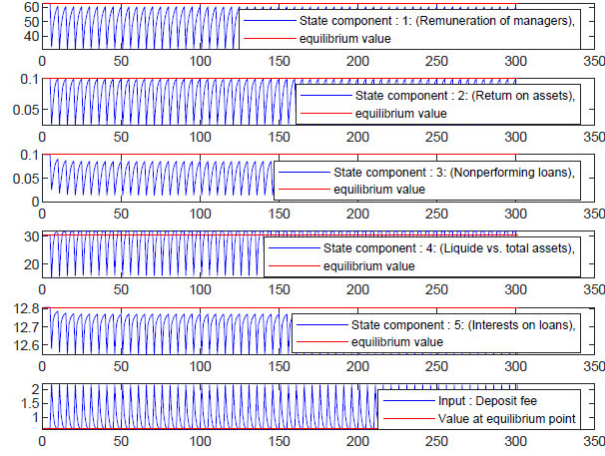 60
50
40
State component : 1: (Remuneration of managers),
equilibrium value
0 50 100 150 200 250 300 350
0.1
0.05
State component : 2: (Return on assets),
equilibrium value
0 50 100 150 200 250 300 350
0.1
0.05
0
State component : 3: (Nonperforming loans),
equilibrium value
0 50 100 150 200 250 300 350
30
20
State component : 4: (Liquide vs. total assets),
equilibrium value
0 50 100 150 200 250 300 350
12.8
12.7
12.6
State component : 5: (Interests on loans),
equilibrium value
0 50 100 150 200 250 300 350
2
1.5
1
Input : Deposit fee
Value at equilibrium point
0 50 100 150 200 250 300 350